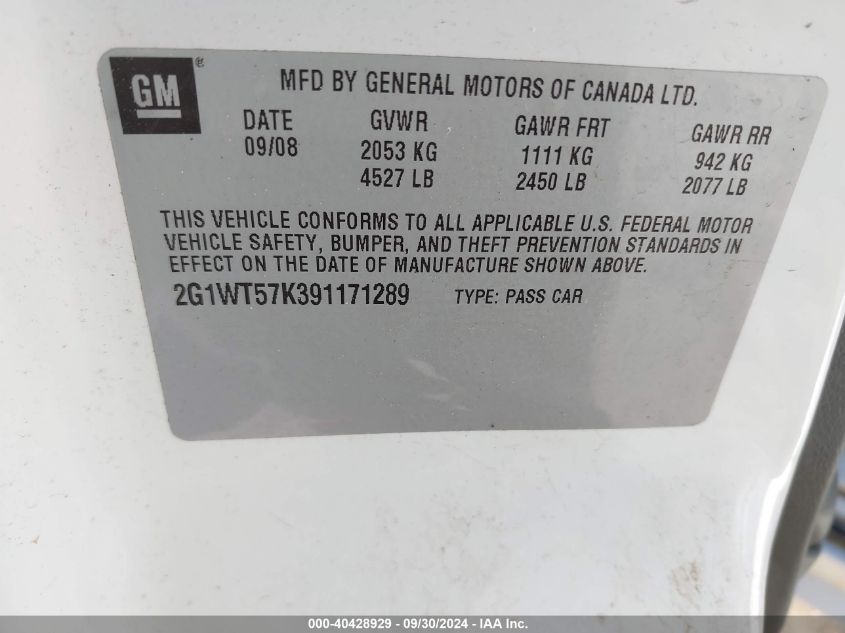 GM®
MFD BY GENERAL MOTORS OF CANADA LTD.
DATE GVWR GAWR FRT GAWR RR
09/08 2053 KG 1111 KG 942 KG
4527 LB 2450 LB 2077 LB
THIS VEHICLE CONFORMS TO ALL APPLICABLE U.S. FEDERAL MOTOR
VEHICLE SAFETY, BUMPER, AND THEFT PREVENTION STANDARDS IN
EFFECT ON THE DATE OF MANUFACTURE SHOWN ABOVE.
2G1WT57K391171289 TYPE: PASS CAR
000-40428929 - 09/30/2024 - IAA Inc.